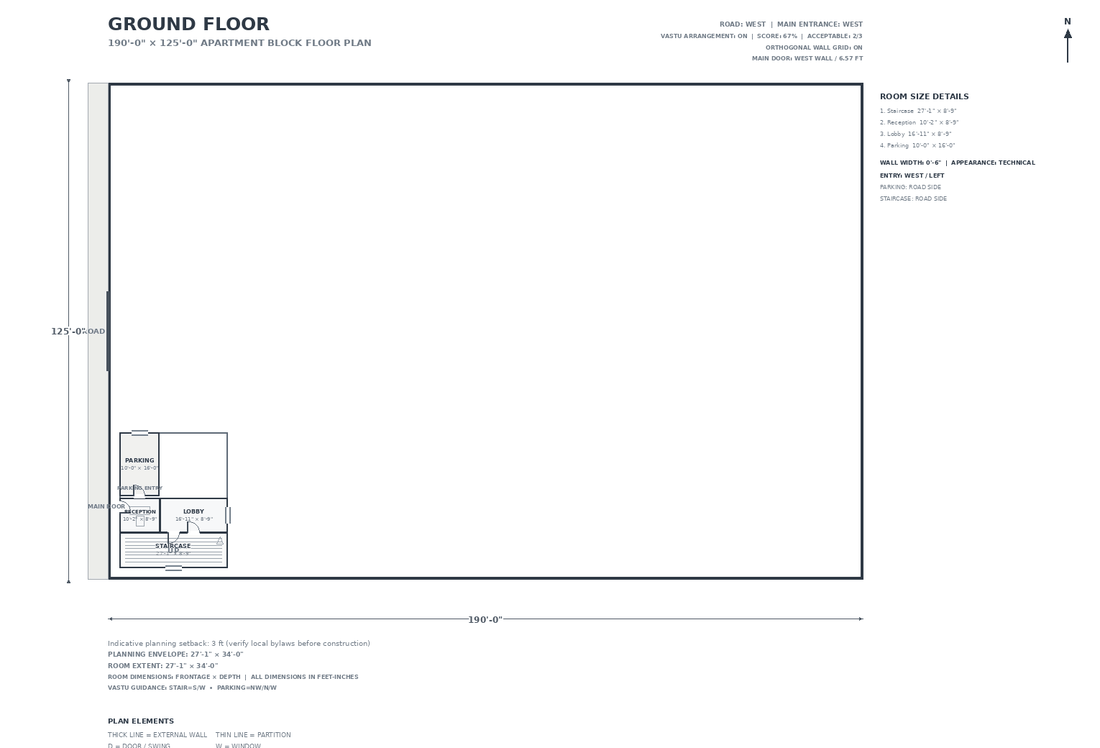 GROUND FLOOR
190'-0" × 125'-0" APARTMENT BLOCK FLOOR PLAN
ROAD: WEST | MAIN ENTRANCE: WEST
VASTU ARRANGEMENT: ON | SCORE: 67% | ACCEPTABLE: 2/3
ORTHOGONAL WALL GRID: ON
MAIN DOOR: WEST WALL / 6.57 FT
N
ROOM SIZE DETAILS
1. Staircase 27'-1" × 8'-9"
2. Reception 10'-2" × 8'-9"
3. Lobby 16'-11" × 8'-9"
4. Parking 10'-0" × 16'-0"
WALL WIDTH: 0'-6" | APPEARANCE: TECHNICAL
ENTRY: WEST / LEFT
PARKING: ROAD SIDE
STAIRCASE: ROAD SIDE
125'-0"
ROAD
PARKING
10'-0" × 16'-0"
PARKING ENTRY
MAIN DOOR
RECEPTION
10'-2" × 8'-9"
LOBBY
16'-11" × 8'-9"
STAIRCASE
UP
190'-0"
Indicative planning setback: 3 ft (verify local bylaws before construction)
PLANNING ENVELOPE: 27'-1" × 34'-0"
ROOM EXTENT: 27'-1" × 34'-0"
ROOM DIMENSIONS: FRONTAGE × DEPTH | ALL DIMENSIONS IN FEET-INCHES
VASTU GUIDANCE: STAIR=S/W • PARKING=NW/N/W
PLAN ELEMENTS
THICK LINE = EXTERNAL WALL THIN LINE = PARTITION
D = DOOR / SWING W = WINDOW